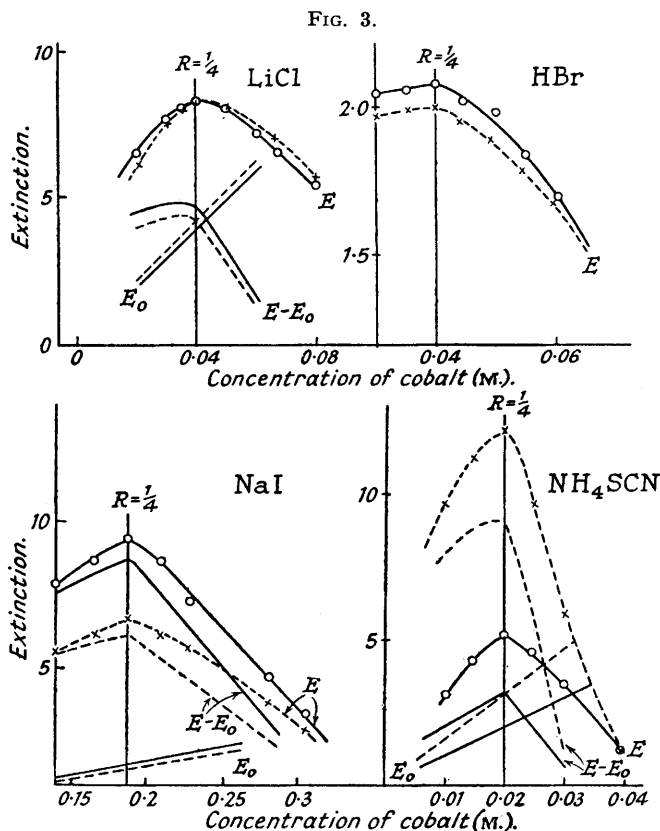 FIG. 3.
10
5
0
Extinction.
R=1/4
LiCl
E
E₀
E-E₀
0
0·04
0·08
R=1/4
HBr
2·0
1·5
E
0·04
0·06
Concentration of cobalt (M.).
10
5
Extinction.
R=1/4
NaI
E
E-E₀
E₀
0·15
0·2
0·25
0·3
R=1/4
NH₄SCN
10
5
E
E₀
E-E₀
0·01
0·02
0·03
0·04
Concentration of cobalt (M.).